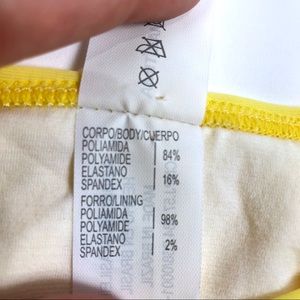 CORPO/BODY/CUERPO
POLIAMIDA
POLYAMIDE 84%
ELASTANO
SPANDEX 16%
FORRO/LINING
POLIAMIDA
POLYAMIDE 98%
ELASTANO
SPANDEX 2%